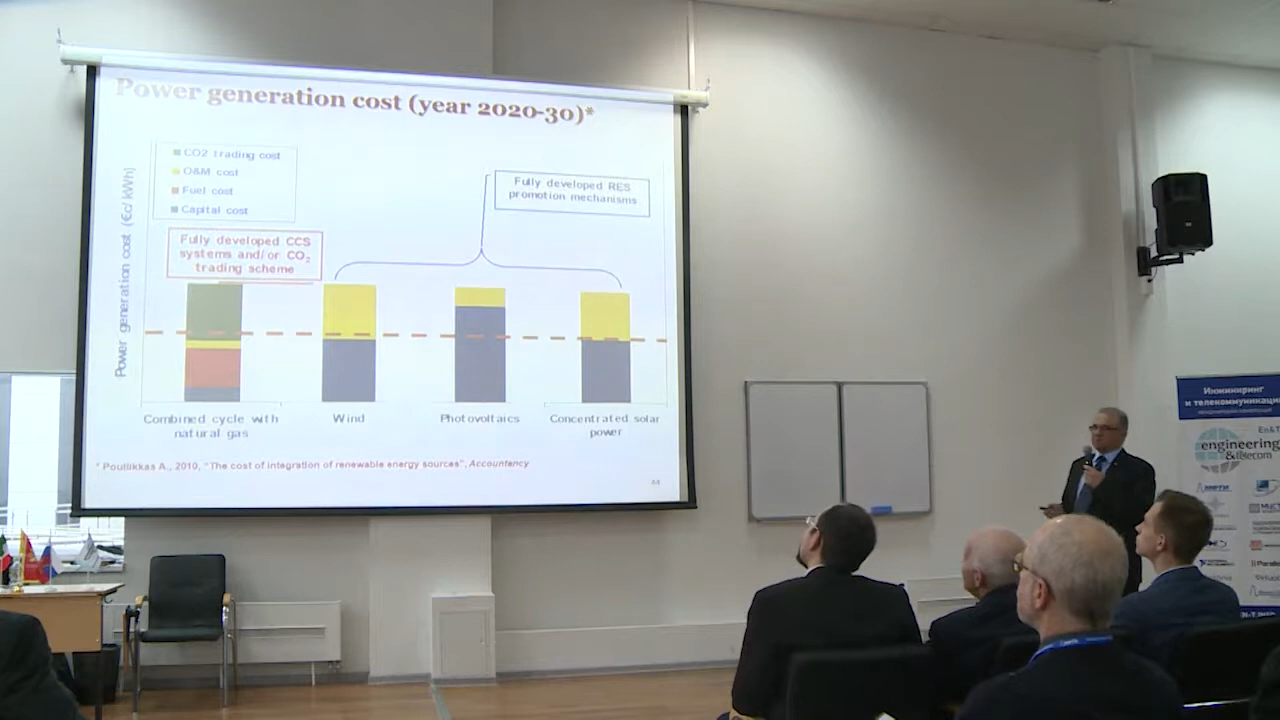 Power generation cost (year 2020-30)*
CO2 trading cost
O&M cost
Fuel cost
Capital cost
Power generation cost (€c/kWh)
Fully developed RES
promotion mechanisms
Fully developed CCS
systems and/or CO2
trading scheme
Combined cycle with
natural gas
Wind
Photovoltaics
Concentrated solar
power
* Poullikkas A., 2010, "The cost of integration of renewable energy sources", Accountancy
Инжиниринг
и телекоммуникации
En&T
engineering
& telecom